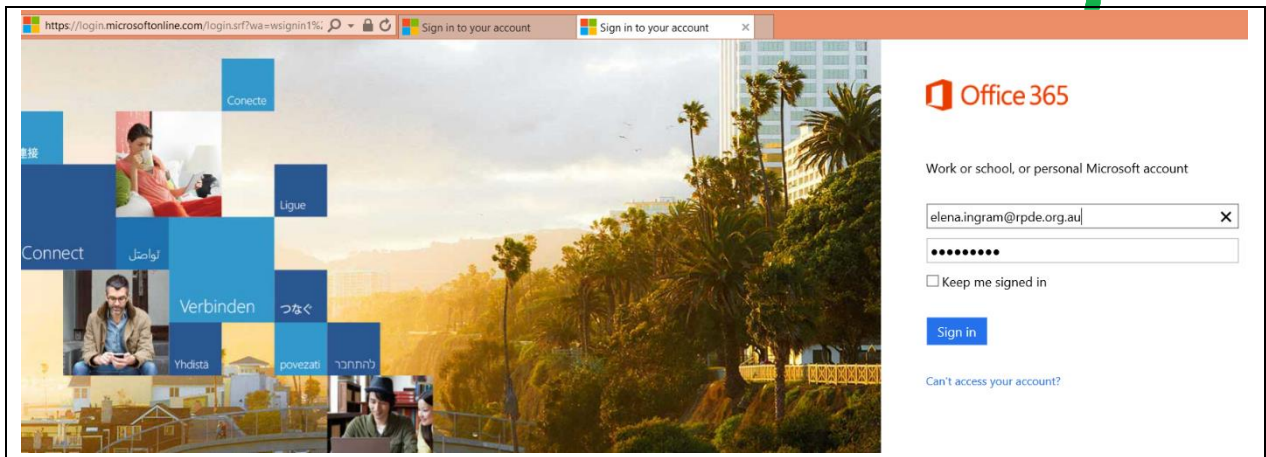 https://login.microsoftonline.com/login.srf?wa=wsignin1%
Sign in to your account
Sign in to your account
Office 365
Work or school, or personal Microsoft account
elena.ingram@rpde.org.au
Keep me signed in
Sign in
Can't access your account?
Conecte
連接
Ligue
Connect
تواصل
Verbinden
つなぐ
Yhdistä
povezati
להתחבר